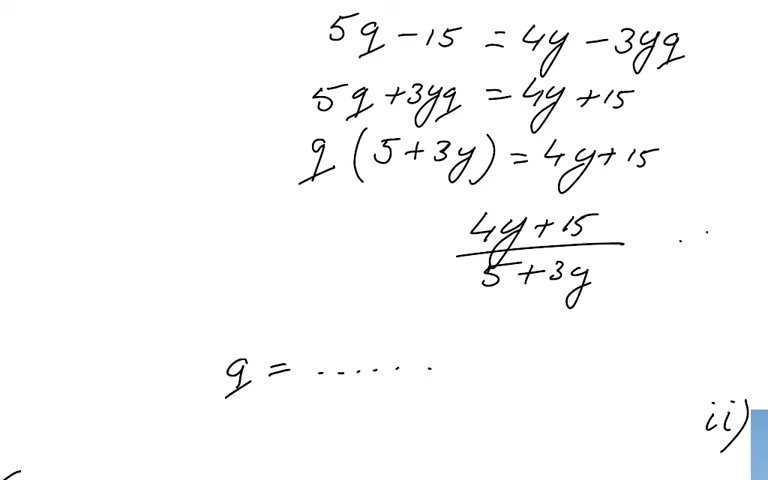 5q - 15 = 4y - 3yq
5q + 3yq = 4y + 15
q (5 + 3y) = 4y + 15
4y + 15
5 + 3y
q = ......
ii)